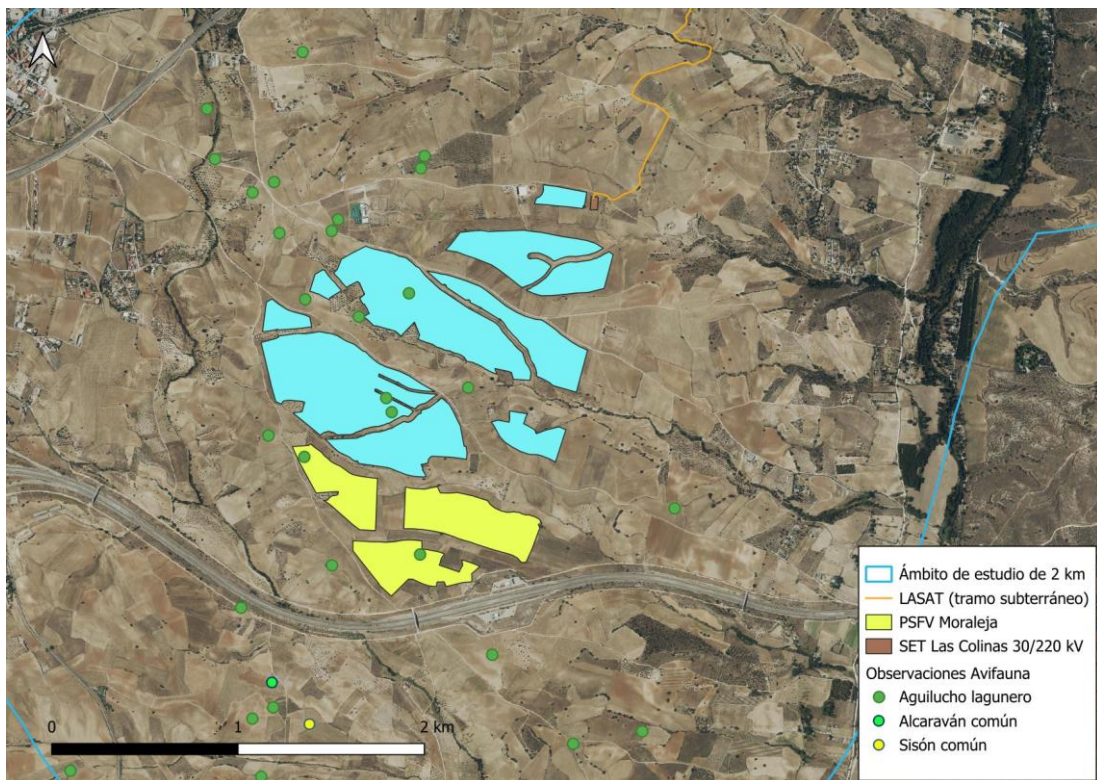 0
1
2 km
Ámbito de estudio de 2 km
LASAT (tramo subterráneo)
PSFV Moraleja
SET Las Colinas 30/220 kV
Observaciones Avifauna
Aguilucho lagunero
Alcaraván común
Sisón común